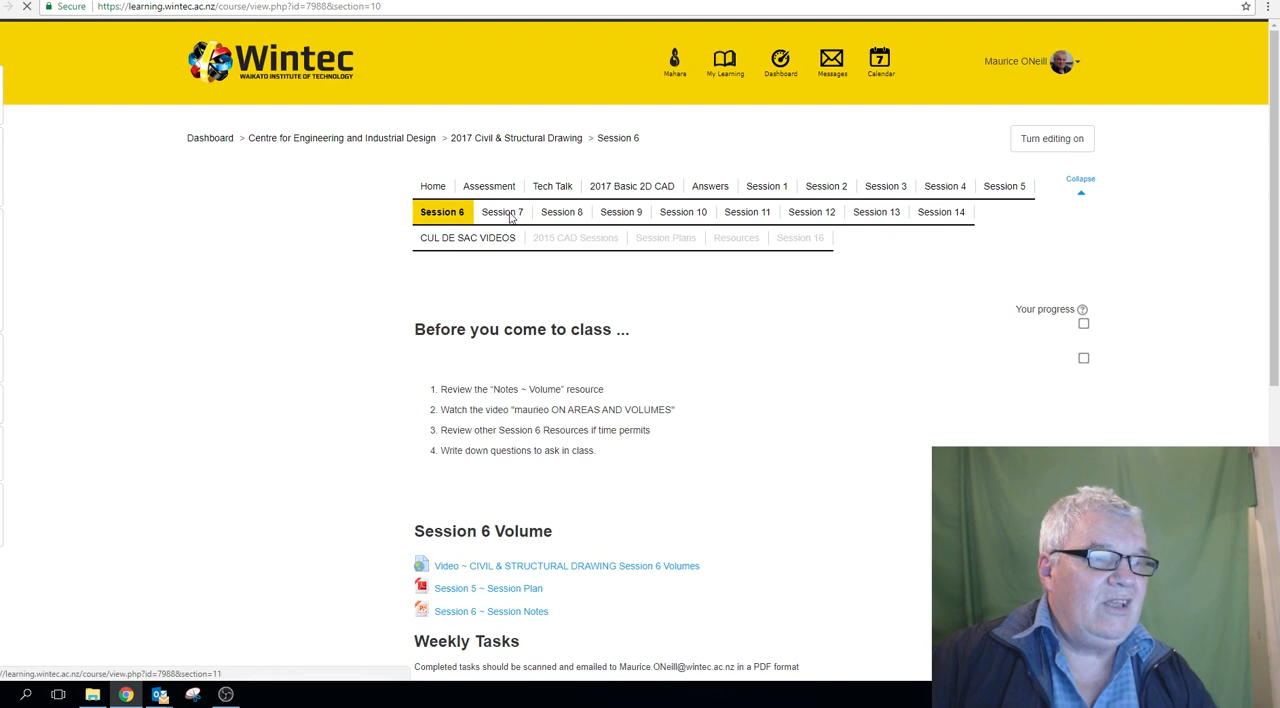 Secure https://learning.wintec.ac.nz/course/view.php?id=7988&section=10
Wintec
WAIKATO INSTITUTE OF TECHNOLOGY
Mahara My Learning Dashboard Messages 7 Calendar
Maurice ONeill
Dashboard > Centre for Engineering and Industrial Design > 2017 Civil & Structural Drawing > Session 6
Turn editing on
Home Assessment Tech Talk 2017 Basic 2D CAD Answers Session 1 Session 2 Session 3 Session 4 Session 5
Collapse
Session 6 Session 7 Session 8 Session 9 Session 10 Session 11 Session 12 Session 13 Session 14
CUL DE SAC VIDEOS 2015 CAD Sessions Session Plans Resources Session 16
Your progress
Before you come to class ...
1. Review the "Notes ~ Volume" resource
2. Watch the video "maurieo ON AREAS AND VOLUMES"
3. Review other Session 6 Resources if time permits
4. Write down questions to ask in class.
Session 6 Volume
Video ~ CIVIL & STRUCTURAL DRAWING Session 6 Volumes
Session 5 ~ Session Plan
Session 6 ~ Session Notes
Weekly Tasks
Completed tasks should be scanned and emailed to Maurice.ONeill@wintec.ac.nz in a PDF format
//learning.wintec.ac.nz/course/view.php?id=7988&section=11